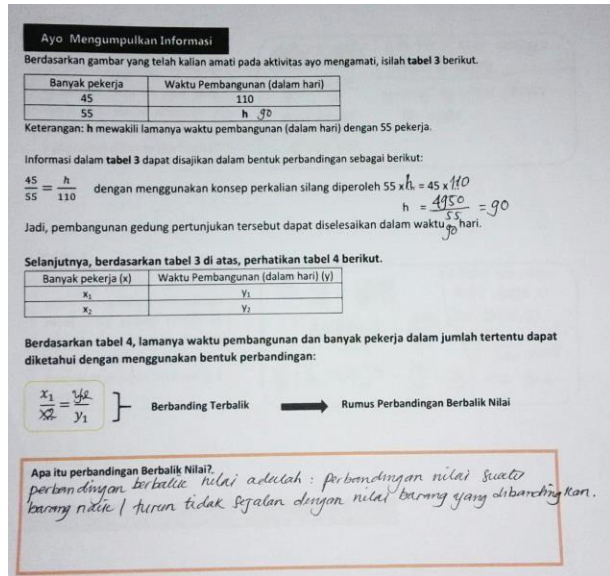 Ayo Mengumpulkan Informasi
Berdasarkan gambar yang telah kalian amati pada aktivitas ayo mengamati, isilah tabel 3 berikut.
Banyak pekerja Waktu Pembangunan (dalam hari)
45 110
55 h 90
Keterangan: h mewakili lamanya waktu pembangunan (dalam hari) dengan 55 pekerja.
Informasi dalam tabel 3 dapat disajikan dalam bentuk perbandingan sebagai berikut:
45/55 = h/110 dengan menggunakan konsep perkalian silang diperoleh 55 x h = 45 x 110
h = 4950/55 = 90
Jadi, pembangunan gedung pertunjukan tersebut dapat diselesaikan dalam waktu 90 hari.
Selanjutnya, berdasarkan tabel 3 di atas, perhatikan tabel 4 berikut.
Banyak pekerja (x) Waktu Pembangunan (dalam hari) (y)
x₁ y₁
x₂ y₂
Berdasarkan tabel 4, lamanya waktu pembangunan dan banyak pekerja dalam jumlah tertentu dapat
diketahui dengan menggunakan bentuk perbandingan:
x₁/x2 = y2/y₁ Berbanding Terbalik Rumus Perbandingan Berbalik Nilai
Apa itu perbandingan Berbalik Nilai?
perbandingan berbalik nilai adalah : perbandingan nilai suatu
barang naik / turun tidak sejalan dengan nilai barang yang dibandingkan.